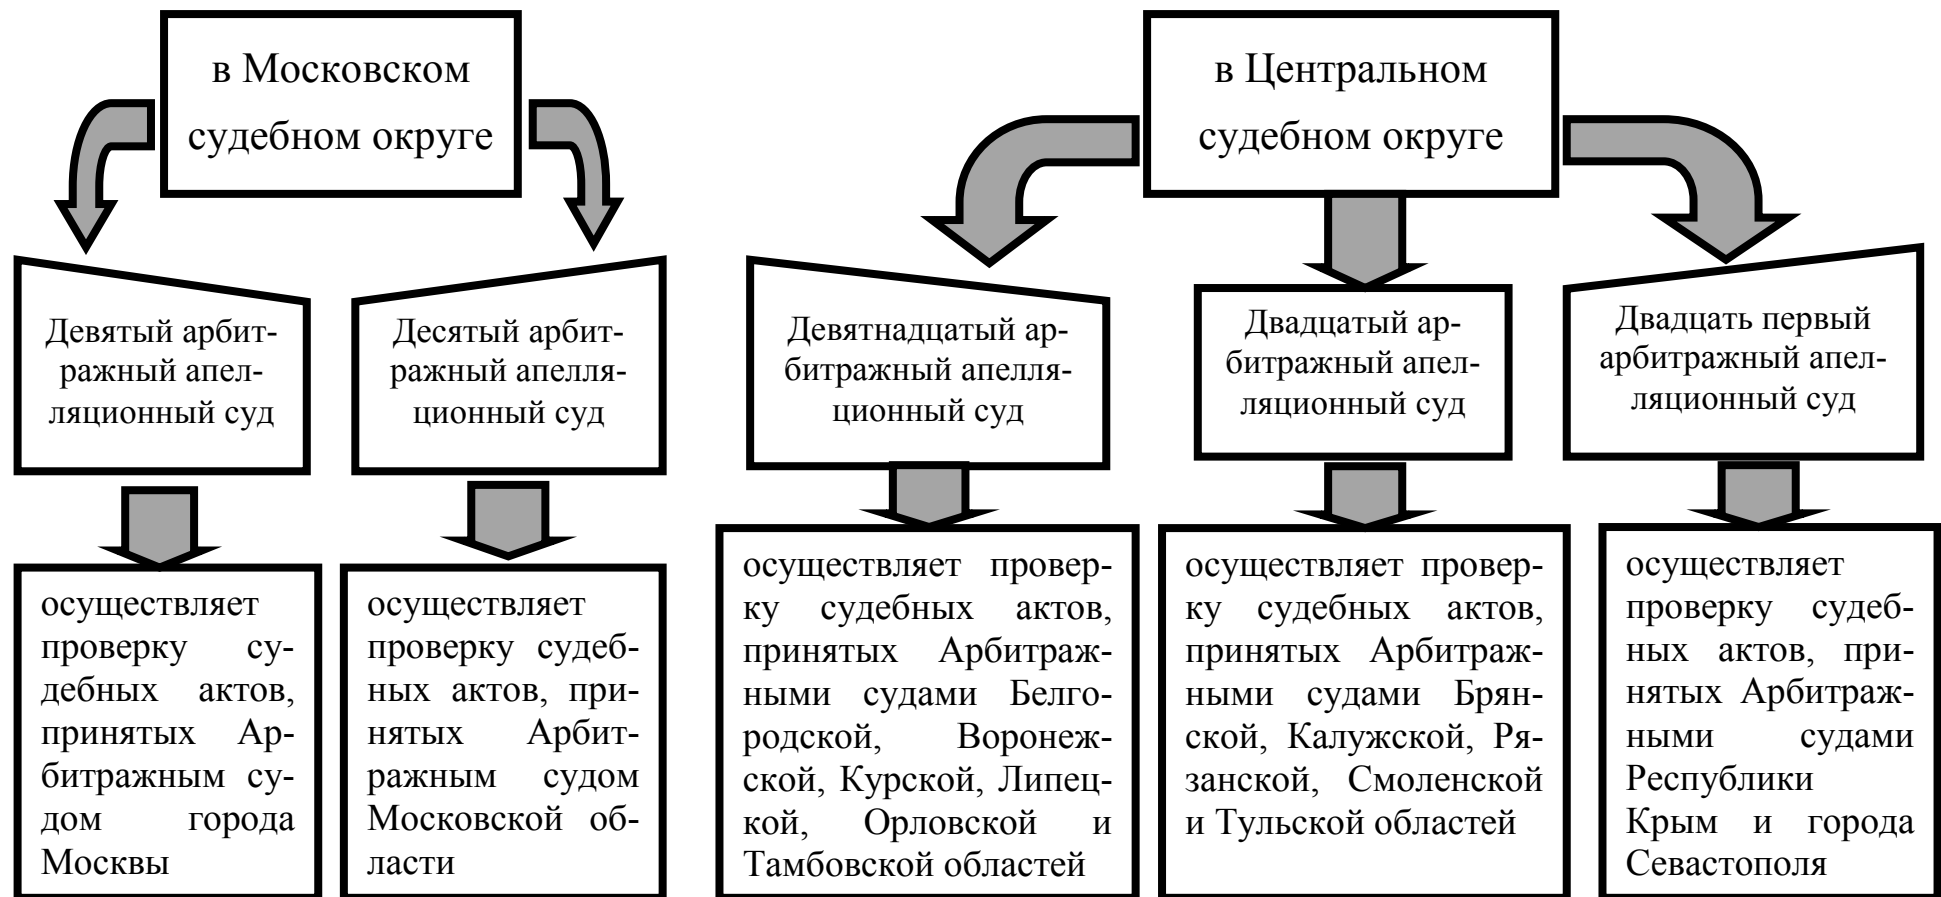 в Московском
судебном округе
в Центральном
судебном округе
Девятый арбит-
ражный апел-
ляционный суд
Десятый арбит-
ражный апелля-
ционный суд
Девятнадцатый ар-
битражный апелля-
ционный суд
Двадцатый ар-
битражный апел-
ляционный суд
Двадцать первый
арбитражный апел-
ляционный суд
осуществляет
проверку су-
дебных актов,
принятых Ар-
битражным су-
дом города
Москвы
осуществляет
проверку судеб-
ных актов, при-
нятых Арбит-
ражным судом
Московской об-
ласти
осуществляет провер-
ку судебных актов,
принятых Арбитраж-
ными судами Белго-
родской, Воронеж-
ской, Курской, Липец-
кой, Орловской и
Тамбовской областей
осуществляет провер-
ку судебных актов,
принятых Арбитраж-
ными судами Брян-
ской, Калужской, Ря-
занской, Смоленской
и Тульской областей
осуществляет
проверку судеб-
ных актов, при-
нятых Арбитраж-
ными судами
Республики
Крым и города
Севастополя